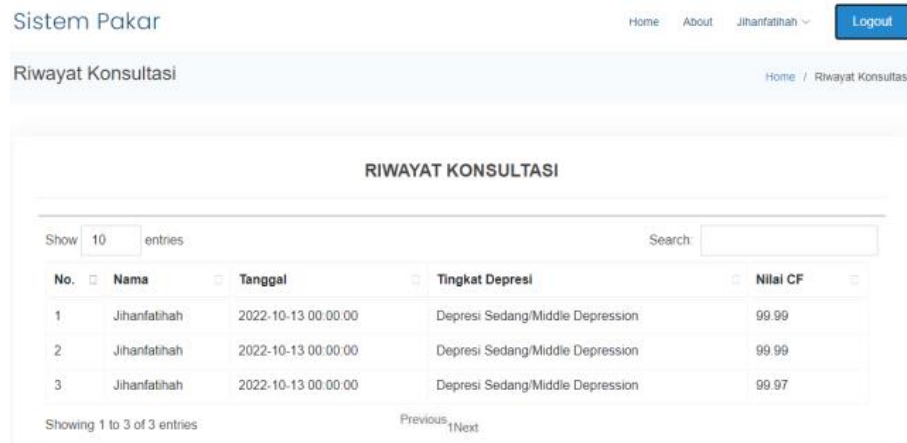 Sistem Pakar
Home About Jihanfatihah Logout
Riwayat Konsultasi
Home / Riwayat Konsultas
RIWAYAT KONSULTASI
Show 10 entries Search:
No. Nama Tanggal Tingkat Depresi Nilai CF
1 Jihanfatihah 2022-10-13 00:00:00 Depresi Sedang/Middle Depression 99.99
2 Jihanfatihah 2022-10-13 00:00:00 Depresi Sedang/Middle Depression 99.99
3 Jihanfatihah 2022-10-13 00:00:00 Depresi Sedang/Middle Depression 99.97
Showing 1 to 3 of 3 entries Previous1Next